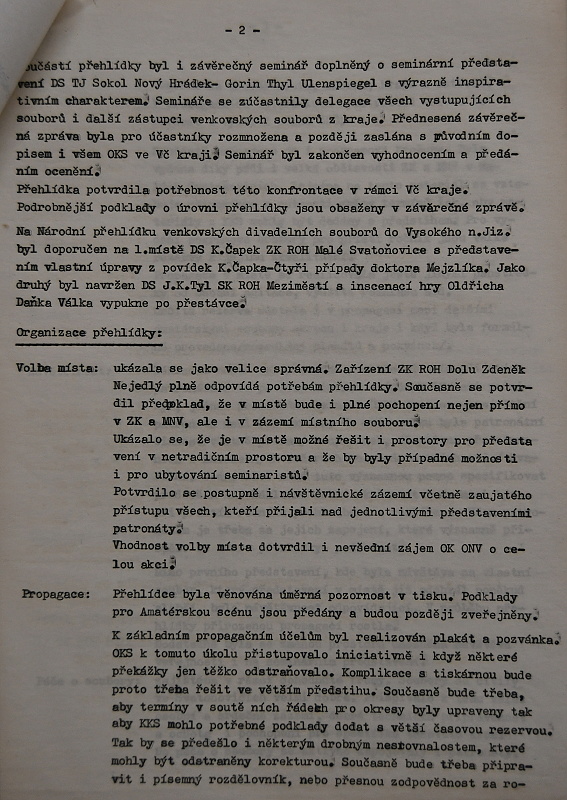 - 2 -
oučástí přehlídky byl i závěrečný seminář doplněný o seminární představení DS TJ Sokol Nový Hrádek- Gorin Thyl Ulenspiegel s výrazně inspira-
tivním charakterem. Semináře se zúčastnily delegace všech vystupujících
souborů i další zástupci venkovských souborů z kraje. Přednesená závěreč-
ná zpráva byla pro účastníky rozmnožena a později zaslána s původním do-
pisem i všem OKS ve Vč kraji. Seminář byl zakončen vyhodnocením a předá-
ním ocenění.
Přehlídka potvrdila potřebnost této konfrontace v rámci Vč kraje.
Podrobnější podklady o úrovni přehlídky jsou obsaženy v závěrečné zprávě.
Na Národní přehlídku venkovských divadelních souborů do Vysokého n.Jiz.
byl doporučen na 1.místě DS K.Čapek ZK ROH Malé Svatoňovice s představe-
ním vlastní úpravy z povídek K.Čapka-Čtyři případy doktora Mejzlíka. Jako
druhý byl navržen DS J.K.Tyl SK ROH Meziměstí s inscenací hry Oldřicha
Daňka Válka vypukne po přestávce.
Organizace přehlídky:
Volba místa: ukázala se jako velice správná. Zařízení ZK ROH Dolu Zdeněk
Nejedlý plně odpovídá potřebám přehlídky. Současně se potvr-
dil předpoklad, že v místě bude i plné pochopení nejen přímo
v ZK a MNV, ale i v zázemí místního souboru.
Ukázalo se, že je v místě možné řešit i prostory pro předsta
vení v netradičním prostoru a že by byly případné možnosti
i pro ubytování seminaristů.
Potvrdilo se postupně i návštěvnické zázemí včetně zaujatého
přístupu všech, kteří přijali nad jednotlivými představeními
patronáty.
Vhodnost volby místa dotvrdil i nevšední zájem OK ONV o ce-
lou akci.
Propagace: Přehlídce byla věnována úměrná pozornost v tisku. Podklady
pro Amatérskou scénu jsou předány a budou později zveřejněny.
K základním propagačním účelům byl realizován plakát a pozvánka.
OKS k tomuto úkolu přistupovalo iniciativně i když některé
překážky jen těžko odstraňovalo. Komplikace s tiskárnou bude
proto třeba řešit ve větším předstihu. Současně bude třeba,
aby termíny v soutě ních řádech pro okresy byly upraveny tak
aby KKS mohlo potřebné podklady dodat s větší časovou rezervou.
Tak by se předešlo i některým drobným nesrovnalostem, které
mohly být odstraněny korekturou. Současně bude třeba připra-
vit i písemný rozdělovník, nebo přesnou zodpovědnost za ro-